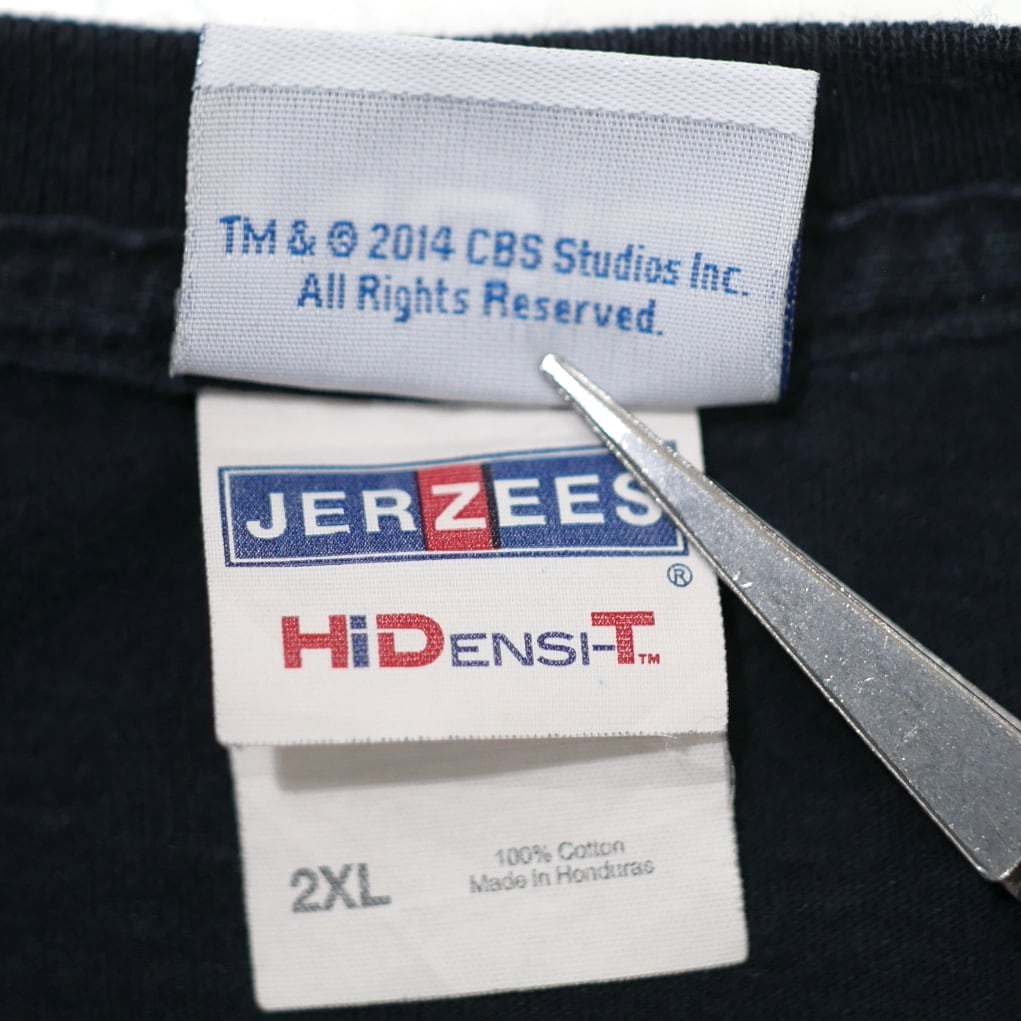 TM & © 2014 CBS Studios Inc.
All Rights Reserved.
JERZEES
®
HiDENSI-T™
2XL
100% Cotton
Made in Honduras